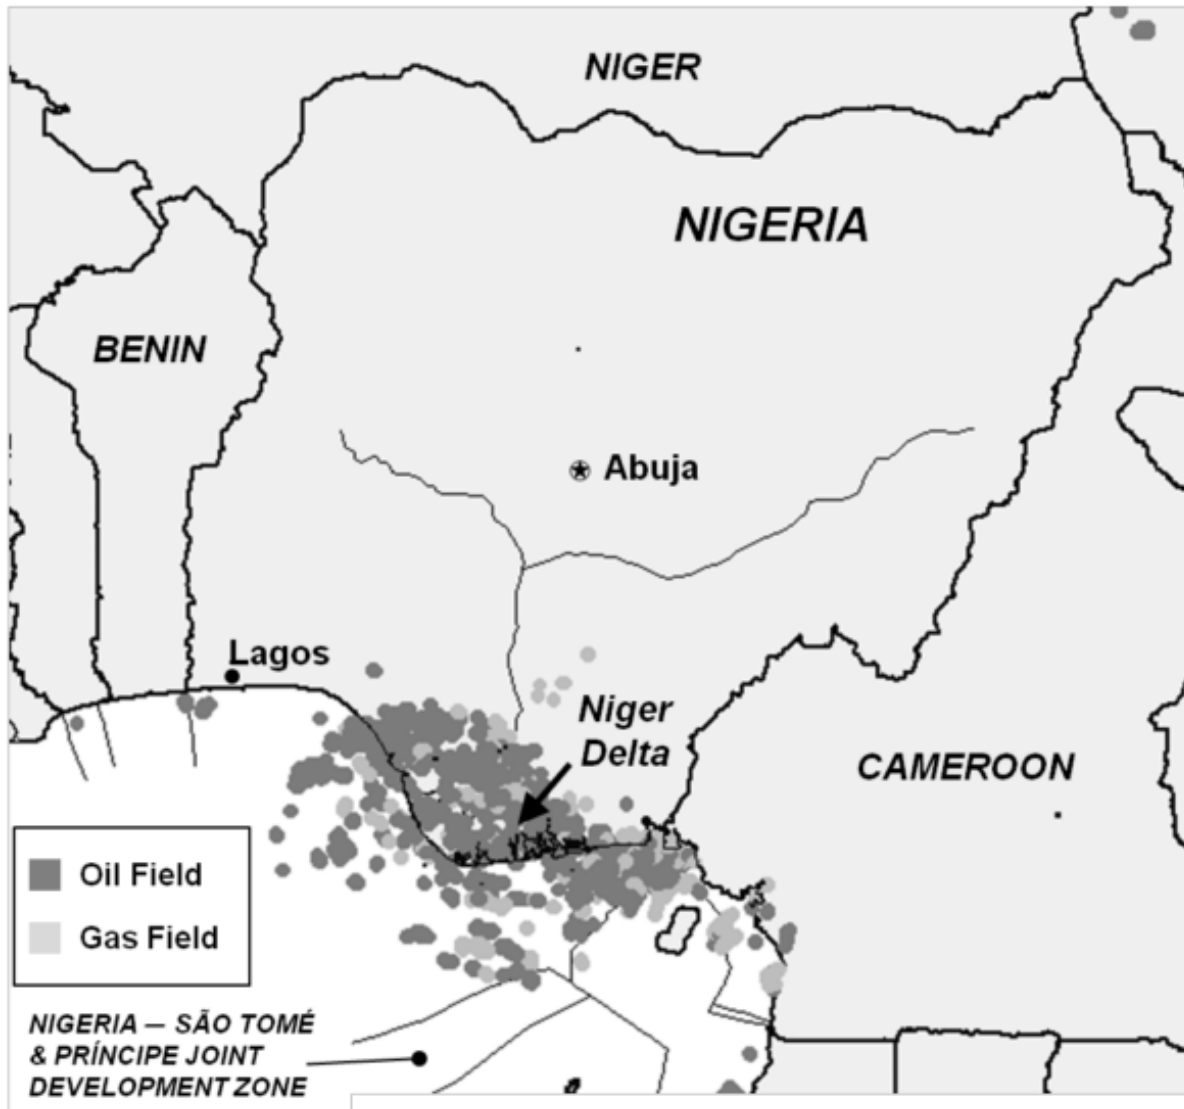 NIGER
NIGERIA
BENIN
Abuja
Lagos
Niger
Delta
CAMEROON
Oil Field
Gas Field
NIGERIA — SÃO TOMÉ
& PRÍNCIPE JOINT
DEVELOPMENT ZONE